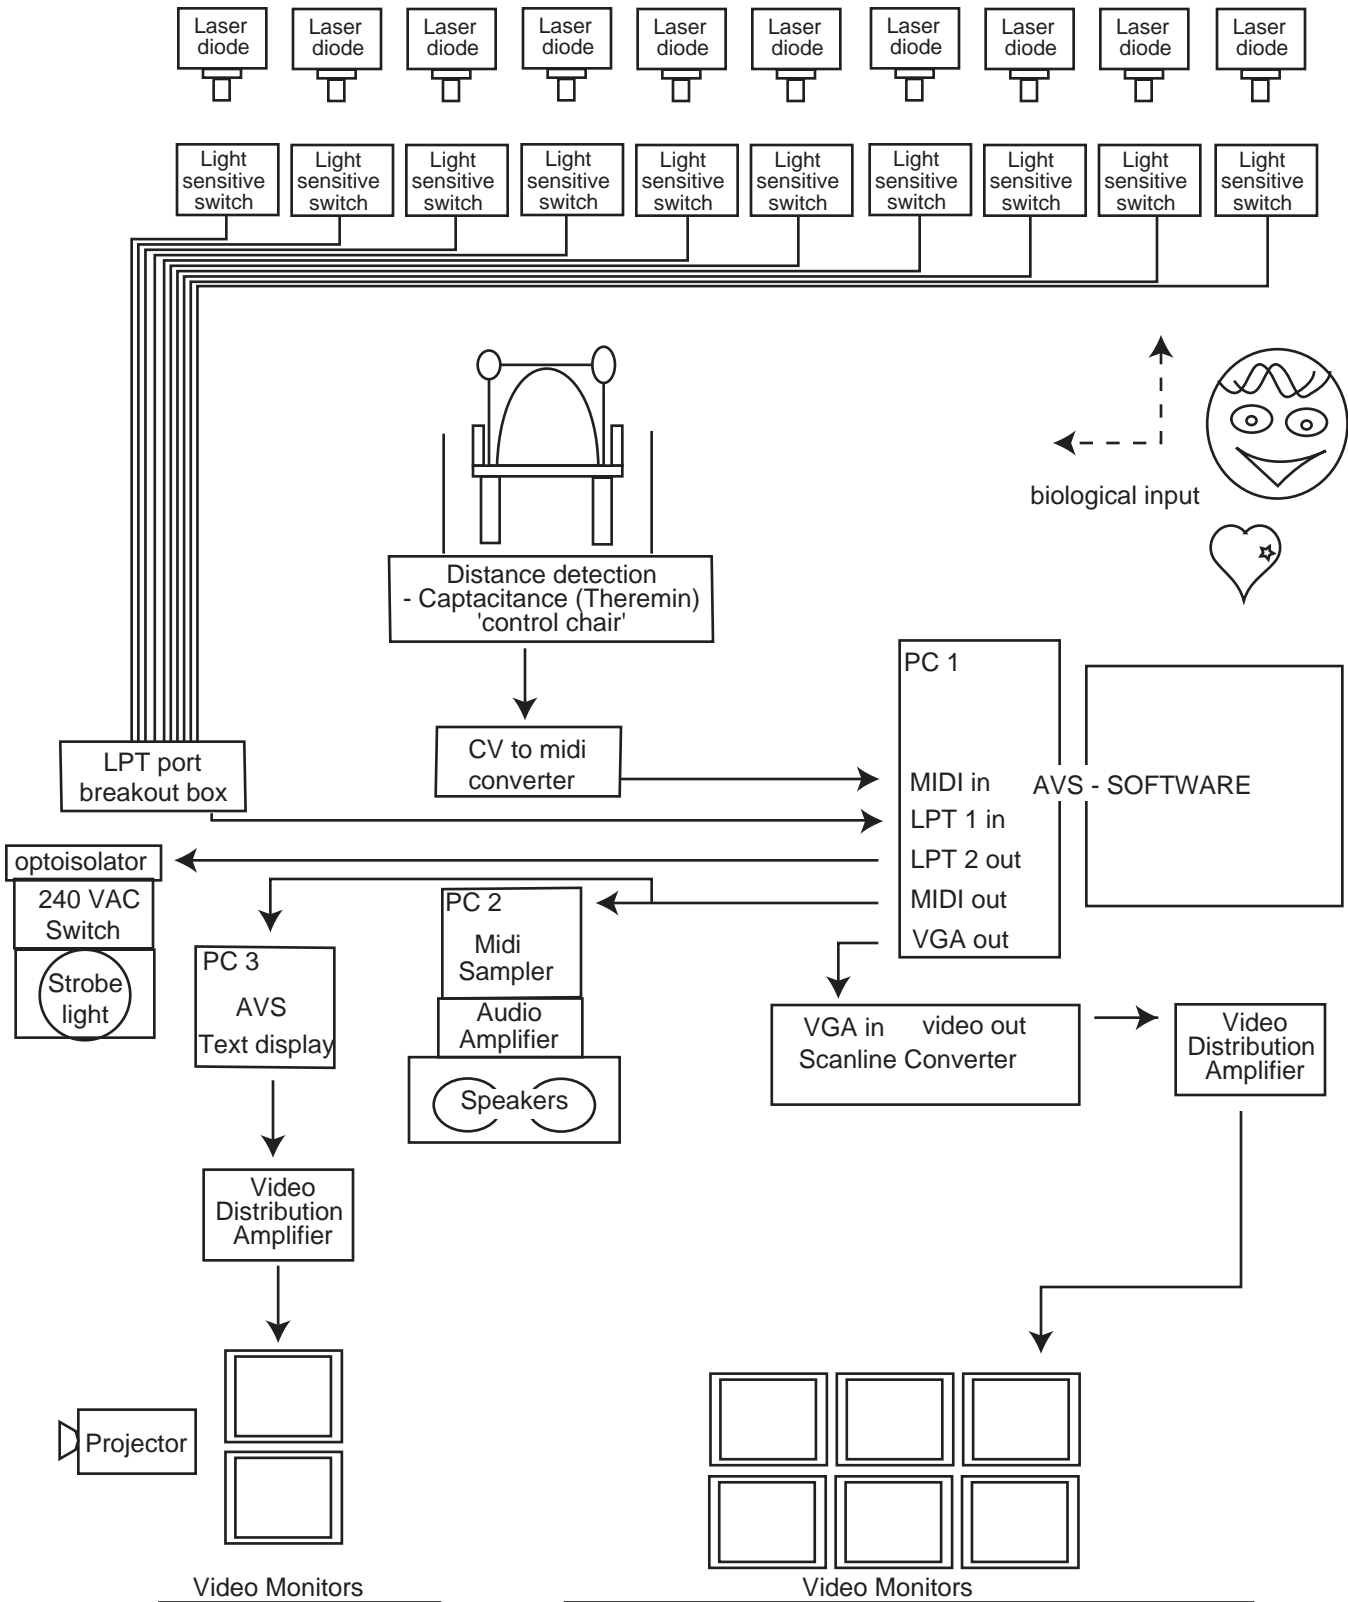 Laser
diode
Laser
diode
Laser
diode
Laser
diode
Laser
diode
Laser
diode
Laser
diode
Laser
diode
Laser
diode
Laser
diode
Light
sensitive
switch
Light
sensitive
switch
Light
sensitive
switch
Light
sensitive
switch
Light
sensitive
switch
Light
sensitive
switch
Light
sensitive
switch
Light
sensitive
switch
Light
sensitive
switch
Light
sensitive
switch
biological input
Distance detection
- Captacitance (Theremin)
'control chair'
CV to midi
converter
LPT port
breakout box
PC 1
MIDI in
LPT 1 in
LPT 2 out
MIDI out
VGA out
AVS - SOFTWARE
optoisolator
240 VAC
Switch
Strobe
light
PC 3
AVS
Text display
PC 2
Midi
Sampler
Audio
Amplifier
Speakers
VGA in video out
Scanline Converter
Video
Distribution
Amplifier
Video
Distribution
Amplifier
Projector
Video Monitors
Video Monitors